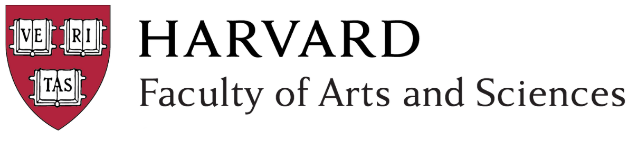 VE RI
TAS
HARVARD
Faculty of Arts and Sciences